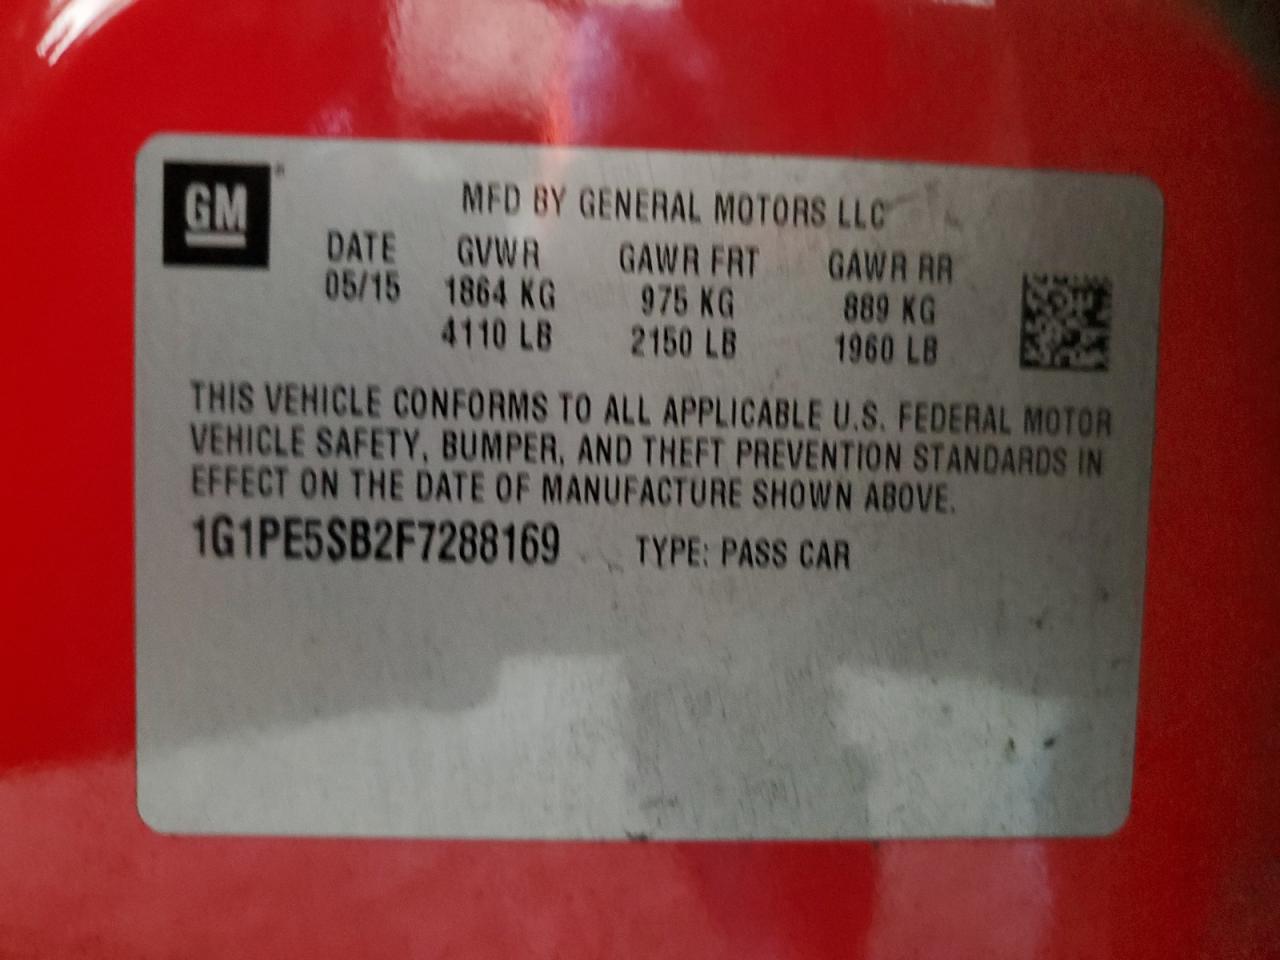 GM
MFD BY GENERAL MOTORS LLC
DATE GVWR GAWR FRT GAWR RR
05/15 1864 KG 975 KG 889 KG
4110 LB 2150 LB 1960 LB
THIS VEHICLE CONFORMS TO ALL APPLICABLE U.S. FEDERAL MOTOR
VEHICLE SAFETY, BUMPER, AND THEFT PREVENTION STANDARDS IN
EFFECT ON THE DATE OF MANUFACTURE SHOWN ABOVE.
1G1PE5SB2F7288169 TYPE: PASS CAR